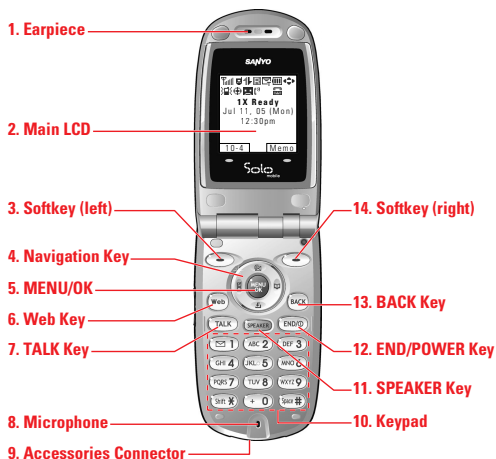 1. Earpiece
SANYO
1X Ready
Jul 11, 05 (Mon)
12:30pm
2. Main LCD
10-4 Memo
Solo
mobile
3. Softkey (left)
14. Softkey (right)
4. Navigation Key
5. MENU/OK
MENU
OK
Web
BACK
13. BACK Key
6. Web Key
TALK SPEAKER END/
12. END/POWER Key
7. TALK Key
1 ABC 2 DEF 3
11. SPEAKER Key
GHI 4 JKL 5 MNO 6
PQRS 7 TUV 8 WXYZ 9
Shift * + 0 Space #
10. Keypad
8. Microphone
9. Accessories Connector